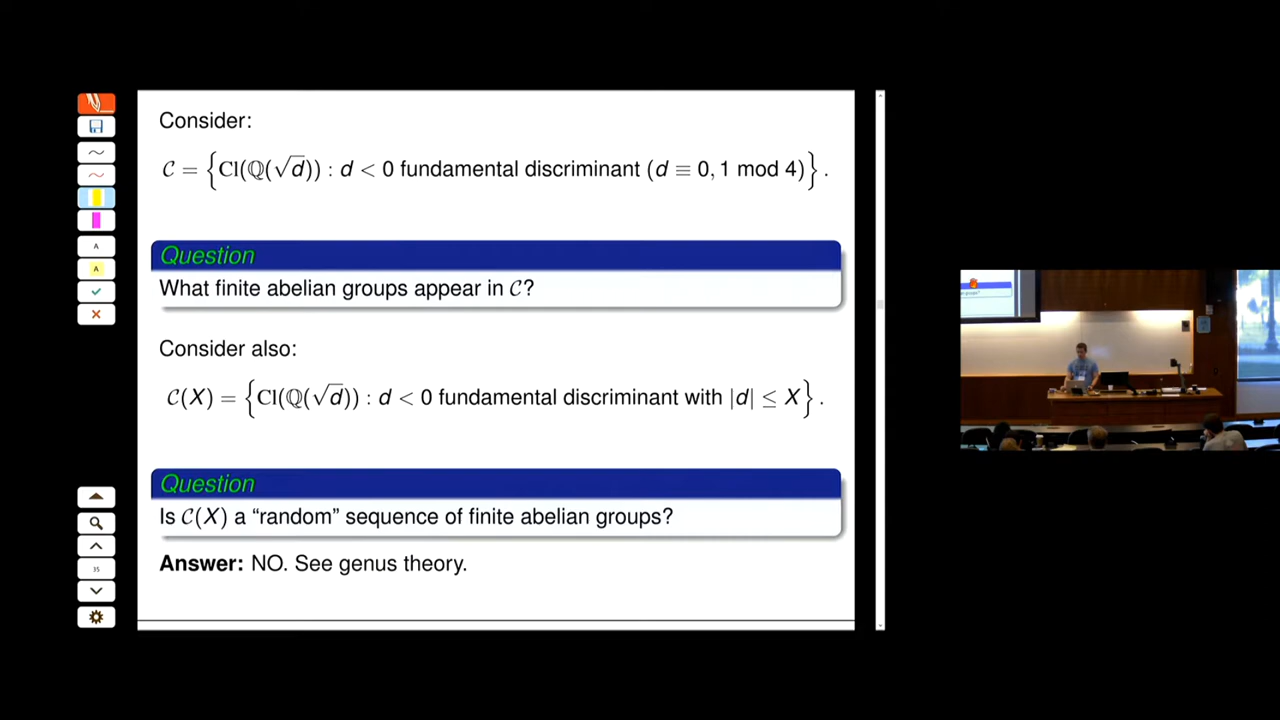 Consider:
𝒞 = {Cl(ℚ(√d)) : d < 0 fundamental discriminant (d ≡ 0, 1 mod 4)}.
Question
What finite abelian groups appear in 𝒞?
Consider also:
𝒞(X) = {Cl(ℚ(√d)) : d < 0 fundamental discriminant with |d| ≤ X}.
Question
Is 𝒞(X) a “random” sequence of finite abelian groups?
Answer: NO. See genus theory.
A
A
35